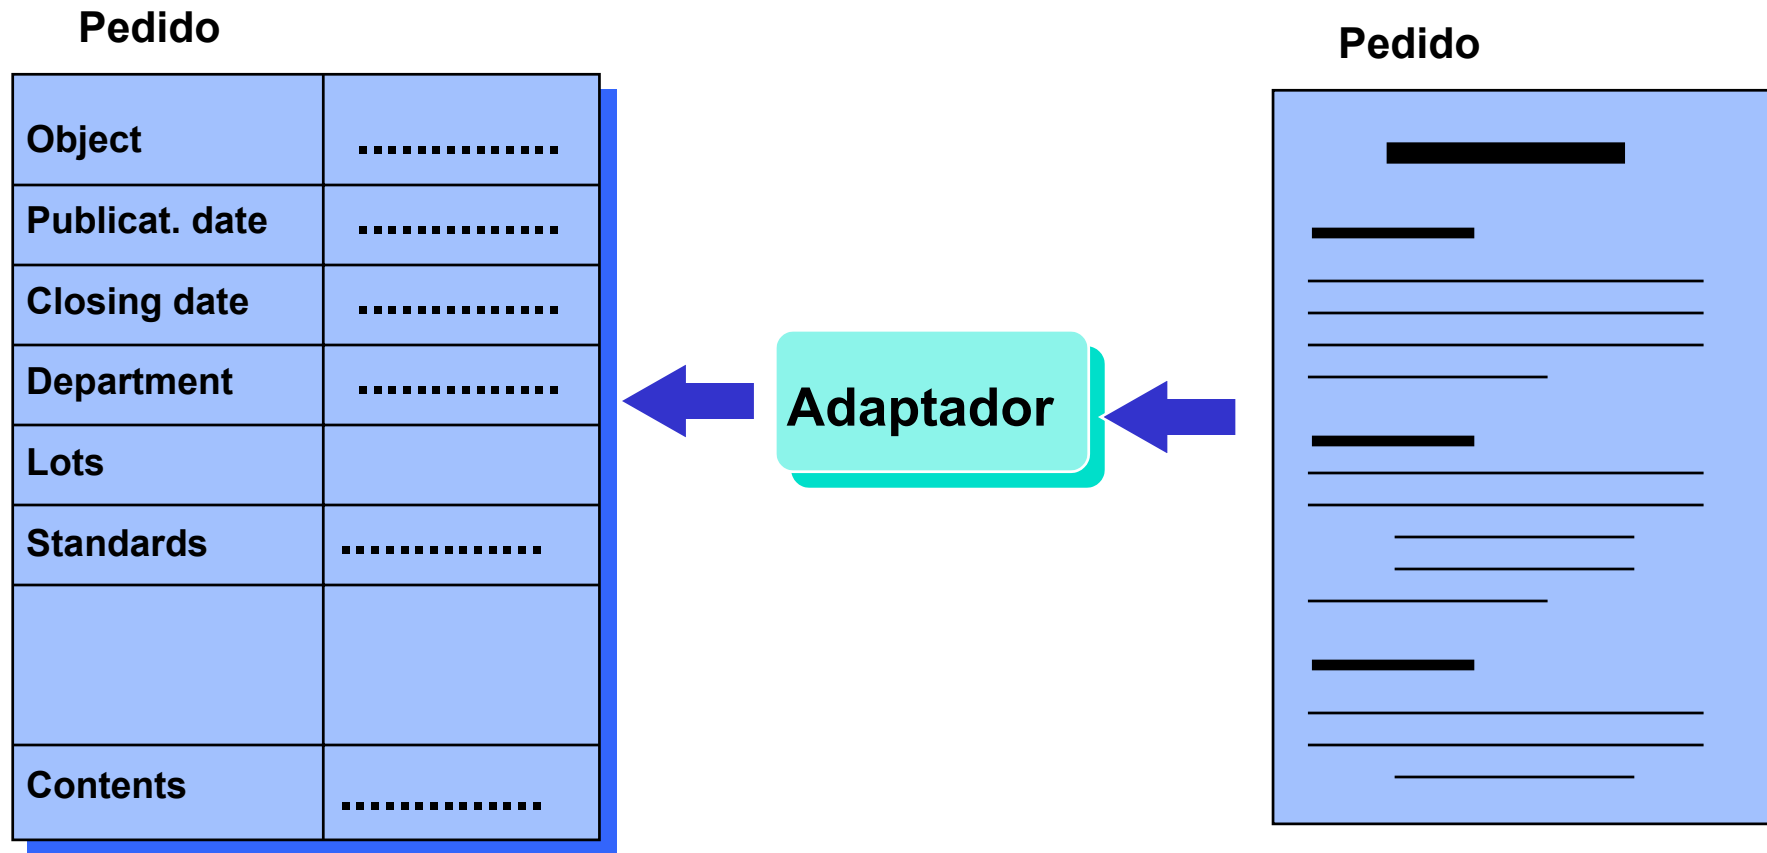 Pedido
Pedido
Object ..............
Publicat. date ..............
Closing date ..............
Department ..............
Lots
Standards ..............
Contents ..............
Adaptador